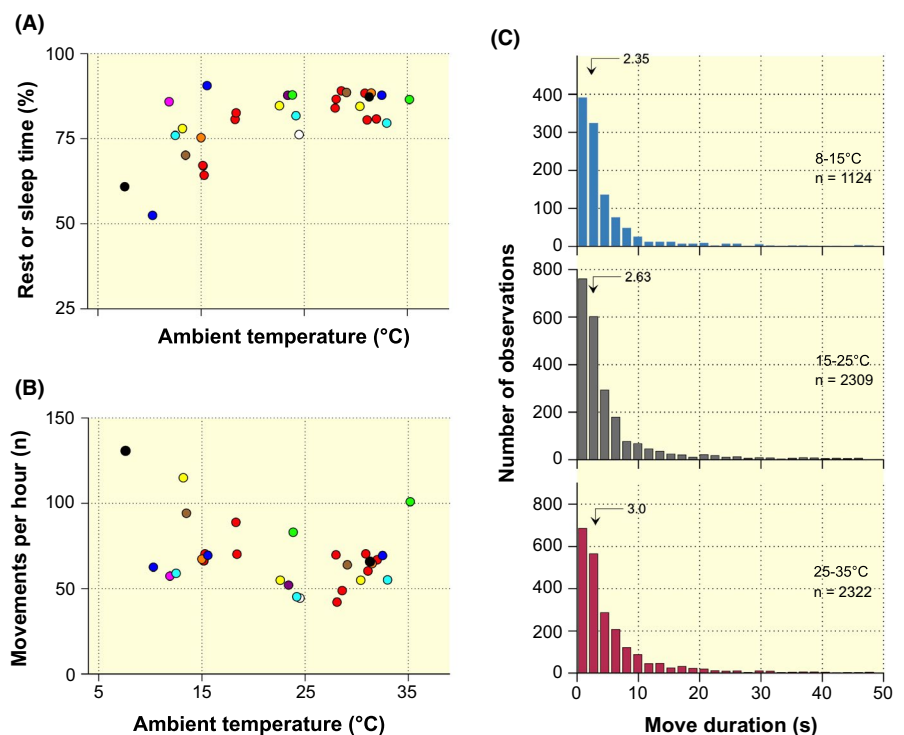 (A)
100
75
50
25
Rest or sleep time (%)
Ambient temperature (°C)
(B)
150
100
50
0
Movements per hour (n)
5 15 25 35
Ambient temperature (°C)
(C)
2.35
400
300
200
100
0
8-15°C
n = 1124
2.63
800
600
400
200
0
15-25°C
n = 2309
3.0
800
600
400
200
0
25-35°C
n = 2322
Number of observations
0 10 20 30 40 50
Move duration (s)